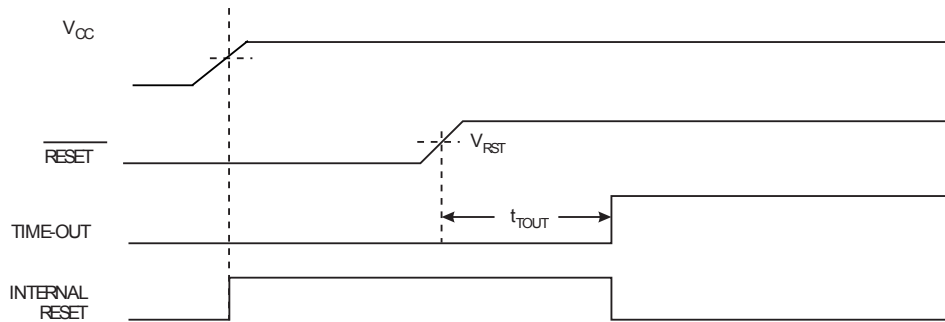 VCC
RESET
VRST
tTOUT
TIME-OUT
INTERNAL
RESET